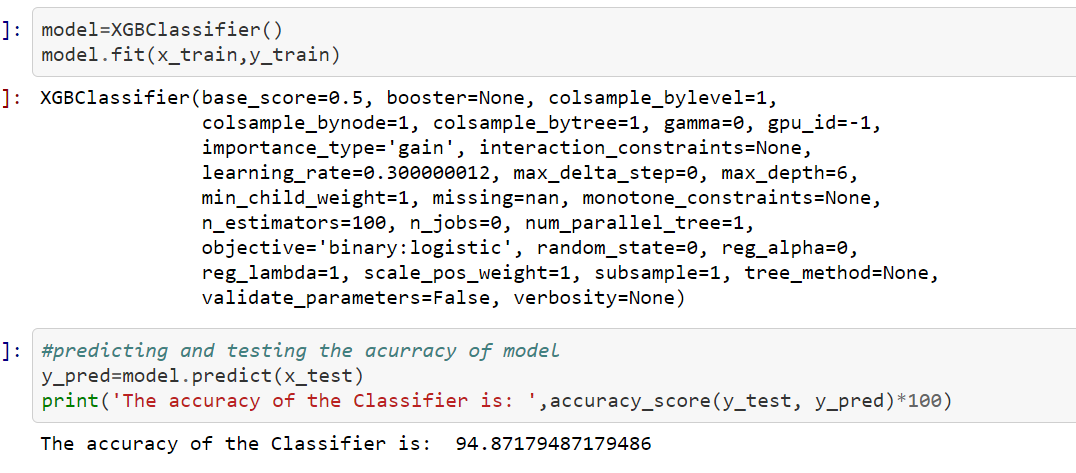 ]: model=XGBClassifier()
model.fit(x_train,y_train)
]: XGBClassifier(base_score=0.5, booster=None, colsample_bylevel=1,
colsample_bynode=1, colsample_bytree=1, gamma=0, gpu_id=-1,
importance_type='gain', interaction_constraints=None,
learning_rate=0.300000012, max_delta_step=0, max_depth=6,
min_child_weight=1, missing=nan, monotone_constraints=None,
n_estimators=100, n_jobs=0, num_parallel_tree=1,
objective='binary:logistic', random_state=0, reg_alpha=0,
reg_lambda=1, scale_pos_weight=1, subsample=1, tree_method=None,
validate_parameters=False, verbosity=None)
]: #predicting and testing the acurracy of model
y_pred=model.predict(x_test)
print('The accuracy of the Classifier is: ',accuracy_score(y_test, y_pred)*100)
The accuracy of the Classifier is:  94.87179487179486